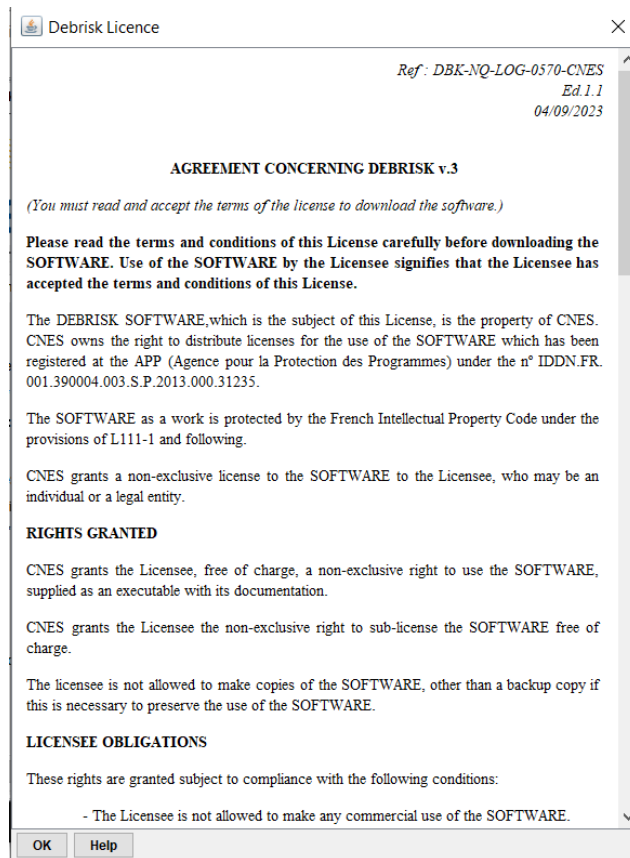 Debrisk Licence
Ref : DBK-NQ-LOG-0570-CNES
Ed.1.1
04/09/2023
AGREEMENT CONCERNING DEBRISK v.3
(You must read and accept the terms of the license to download the software.)
Please read the terms and conditions of this License carefully before downloading the
SOFTWARE. Use of the SOFTWARE by the Licensee signifies that the Licensee has
accepted the terms and conditions of this License.
The DEBRISK SOFTWARE,which is the subject of this License, is the property of CNES.
CNES owns the right to distribute licenses for the use of the SOFTWARE which has been
registered at the APP (Agence pour la Protection des Programmes) under the n° IDDN.FR.
001.390004.003.S.P.2013.000.31235.
The SOFTWARE as a work is protected by the French Intellectual Property Code under the
provisions of L111-1 and following.
CNES grants a non-exclusive license to the SOFTWARE to the Licensee, who may be an
individual or a legal entity.
RIGHTS GRANTED
CNES grants the Licensee, free of charge, a non-exclusive right to use the SOFTWARE,
supplied as an executable with its documentation.
CNES grants the Licensee the non-exclusive right to sub-license the SOFTWARE free of
charge.
The licensee is not allowed to make copies of the SOFTWARE, other than a backup copy if
this is necessary to preserve the use of the SOFTWARE.
LICENSEE OBLIGATIONS
These rights are granted subject to compliance with the following conditions:
- The Licensee is not allowed to make any commercial use of the SOFTWARE.
OK Help